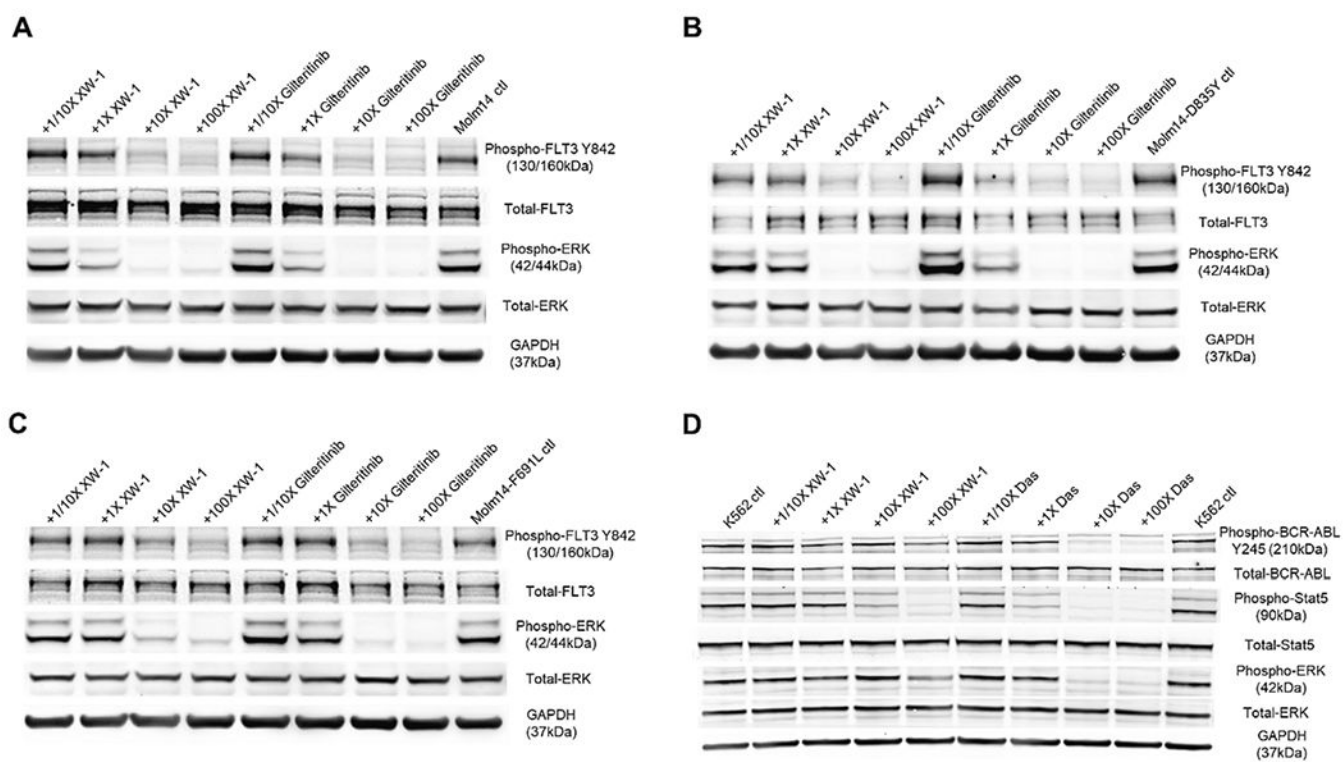 A
+1/10X XW-1
+1X XW-1
+10X XW-1
+100X XW-1
+1/10X Gilteritinib
+1X Gilteritinib
+10X Gilteritinib
+100X Gilteritinib
Molm14 ctl
Phospho-FLT3 Y842
(130/160kDa)
Total-FLT3
Phospho-ERK
(42/44kDa)
Total-ERK
GAPDH
(37kDa)
B
+1/10X XW-1
+1X XW-1
+10X XW-1
+100X XW-1
+1/10X Gilteritinib
+1X Gilteritinib
+10X Gilteritinib
+100X Gilteritinib
Molm14-D835Y ctl
Phospho-FLT3 Y842
(130/160kDa)
Total-FLT3
Phospho-ERK
(42/44kDa)
Total-ERK
GAPDH
(37kDa)
C
+1/10X XW-1
+1X XW-1
+10X XW-1
+100X XW-1
+1/10X Gilteritinib
+1X Gilteritinib
+10X Gilteritinib
+100X Gilteritinib
Molm14-F691L ctl
Phospho-FLT3 Y842
(130/160kDa)
Total-FLT3
Phospho-ERK
(42/44kDa)
Total-ERK
GAPDH
(37kDa)
D
K562 ctl
+1/10X XW-1
+1X XW-1
+10X XW-1
+100X XW-1
+1/10X Das
+1X Das
+10X Das
+100X Das
K562 ctl
Phospho-BCR-ABL
Y245 (210kDa)
Total-BCR-ABL
Phospho-Stat5
(90kDa)
Total-Stat5
Phospho-ERK
(42kDa)
Total-ERK
GAPDH
(37kDa)